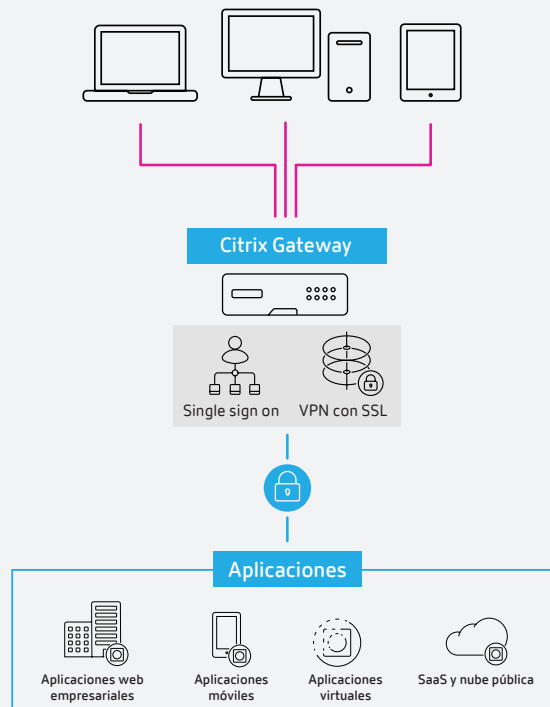 Citrix Gateway
Single sign on
VPN con SSL
Aplicaciones
Aplicaciones web
empresariales
Aplicaciones
móviles
Aplicaciones
virtuales
SaaS y nube pública